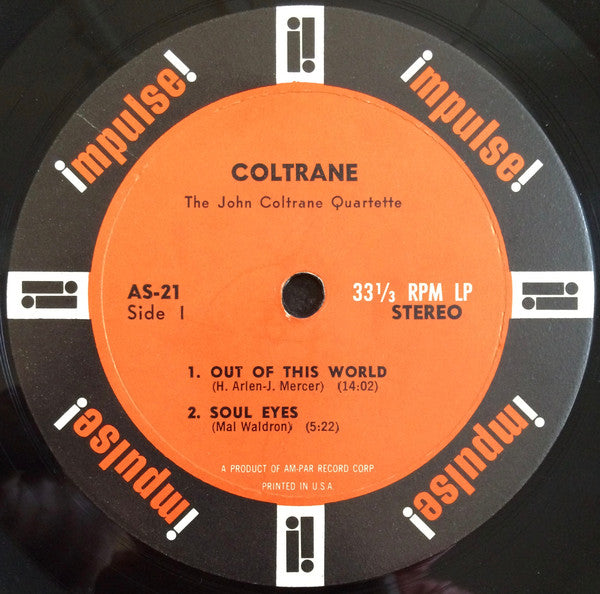 impulse!
impulse!
COLTRANE
The John Coltrane Quartette
AS-21
Side 1
33 1/3 RPM LP
STEREO
1. OUT OF THIS WORLD
(H. Arlen-J. Mercer) (14:02)
2. SOUL EYES
(Mal Waldron) (5:22)
A PRODUCT OF AM-PAR RECORD CORP.
PRINTED IN U.S.A.
impulse!
impulse!